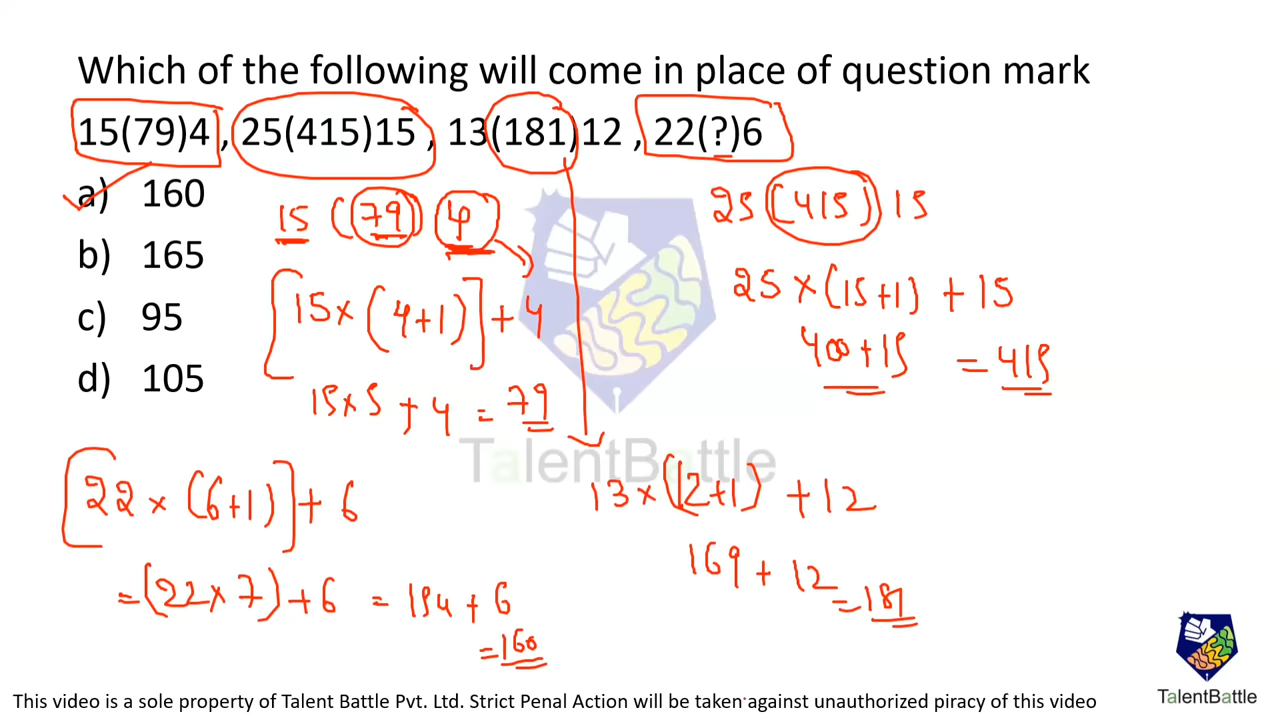 Which of the following will come in place of question mark
15(79)4 , 25(415)15 , 13(181)12 , 22(?)6
a) 160
b) 165
c) 95
d) 105
15 (79) 4
[15 × (4+1)] + 4
15 × 5 + 4 = 79
25 (415) 15
25 × (15+1) + 15
400 + 15 = 415
[22 × (6+1)] + 6
= (22 × 7) + 6 = 154 + 6
= 160
13 × (12+1) + 12
169 + 12
= 181
TalentBattle
TalentBattle
This video is a sole property of Talent Battle Pvt. Ltd. Strict Penal Action will be taken against unauthorized piracy of this video